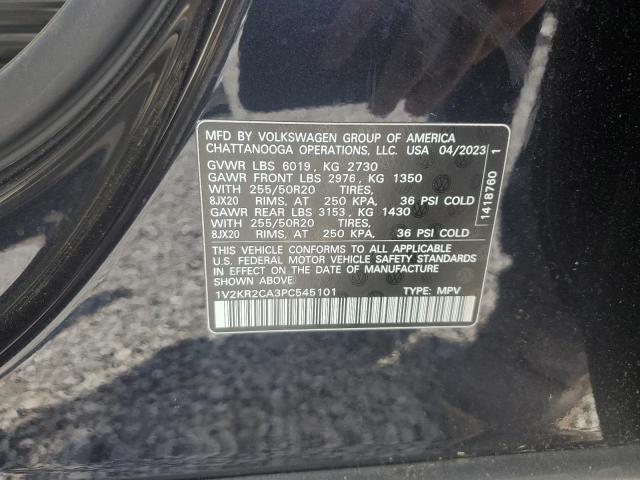 MFD BY VOLKSWAGEN GROUP OF AMERICA
CHATTANOOGA OPERATIONS, LLC. USA 04/2023
GVWR LBS 6019, KG 2730
GAWR FRONT LBS 2976, KG 1350
WITH 255/50R20 TIRES,
8JX20 RIMS, AT 250 KPA, 36 PSI COLD
GAWR REAR LBS 3153, KG 1430
WITH 255/50R20 TIRES,
8JX20 RIMS, AT 250 KPA, 36 PSI COLD
THIS VEHICLE CONFORMS TO ALL APPLICABLE
U.S. FEDERAL MOTOR VEHICLE SAFETY STANDARDS
IN EFFECT ON THE DATE OF MANUFACTURE
SHOWN ABOVE
1V2KR2CA3PC545101 TYPE: MPV
1418760 1